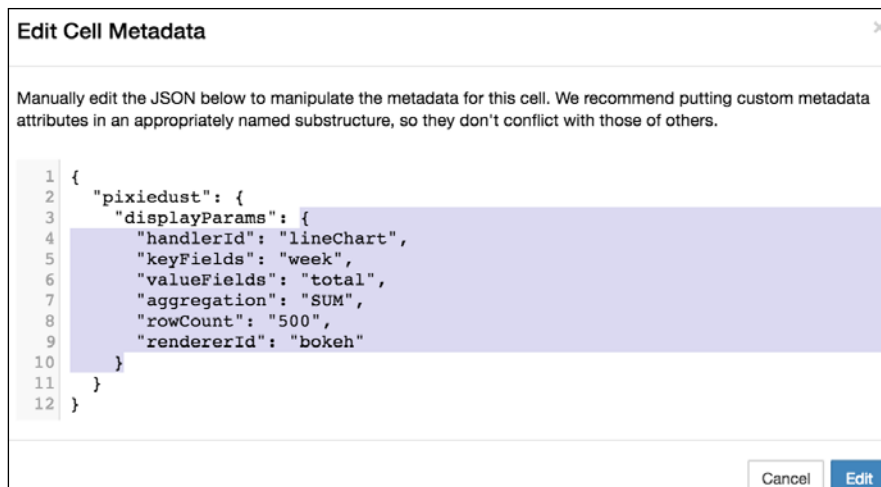 Edit Cell Metadata
×
Manually edit the JSON below to manipulate the metadata for this cell. We recommend putting custom metadata
attributes in an appropriately named substructure, so they don't conflict with those of others.
1 {
2   "pixiedust": {
3     "displayParams": {
4       "handlerId": "lineChart",
5       "keyFields": "week",
6       "valueFields": "total",
7       "aggregation": "SUM",
8       "rowCount": "500",
9       "rendererId": "bokeh"
10     }
11   }
12 }
Cancel Edit